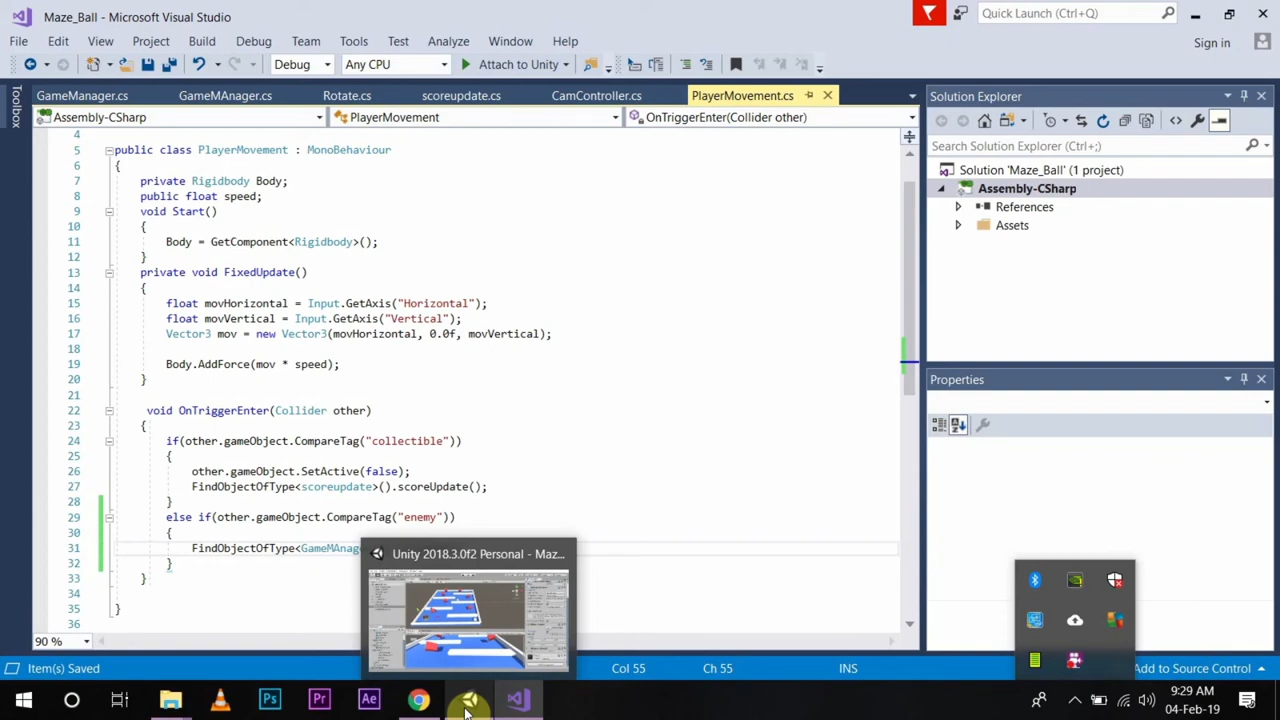 Maze_Ball - Microsoft Visual Studio
Quick Launch (Ctrl+Q)
File Edit View Project Build Debug Team Tools Test Analyze Window Help
Sign in
Debug Any CPU Attach to Unity
Toolbox
GameManager.cs GameMAnager.cs Rotate.cs scoreupdate.cs CamController.cs PlayerMovement.cs
Assembly-CSharp PlayerMovement OnTriggerEnter(Collider other)
4
5 public class PlayerMovement : MonoBehaviour
6 {
7 private Rigidbody Body;
8 public float speed;
9 void Start()
10 {
11 Body = GetComponent<Rigidbody>();
12 }
13 private void FixedUpdate()
14 {
15 float movHorizontal = Input.GetAxis("Horizontal");
16 float movVertical = Input.GetAxis("Vertical");
17 Vector3 mov = new Vector3(movHorizontal, 0.0f, movVertical);
18
19 Body.AddForce(mov * speed);
20 }
21
22 void OnTriggerEnter(Collider other)
23 {
24 if(other.gameObject.CompareTag("collectible"))
25 {
26 other.gameObject.SetActive(false);
27 FindObjectOfType<scoreupdate>().scoreUpdate();
28 }
29 else if(other.gameObject.CompareTag("enemy"))
30 {
31 FindObjectOfType<GameMAnag
32 }
33 }
34
35 }
36
90 %
Unity 2018.3.0f2 Personal - Maz...
Solution Explorer
Search Solution Explorer (Ctrl+;)
Solution 'Maze_Ball' (1 project)
Assembly-CSharp
References
Assets
Properties
Item(s) Saved Col 55 Ch 55 INS Add to Source Control
Ps Pr Ae
9:29 AM
04-Feb-19